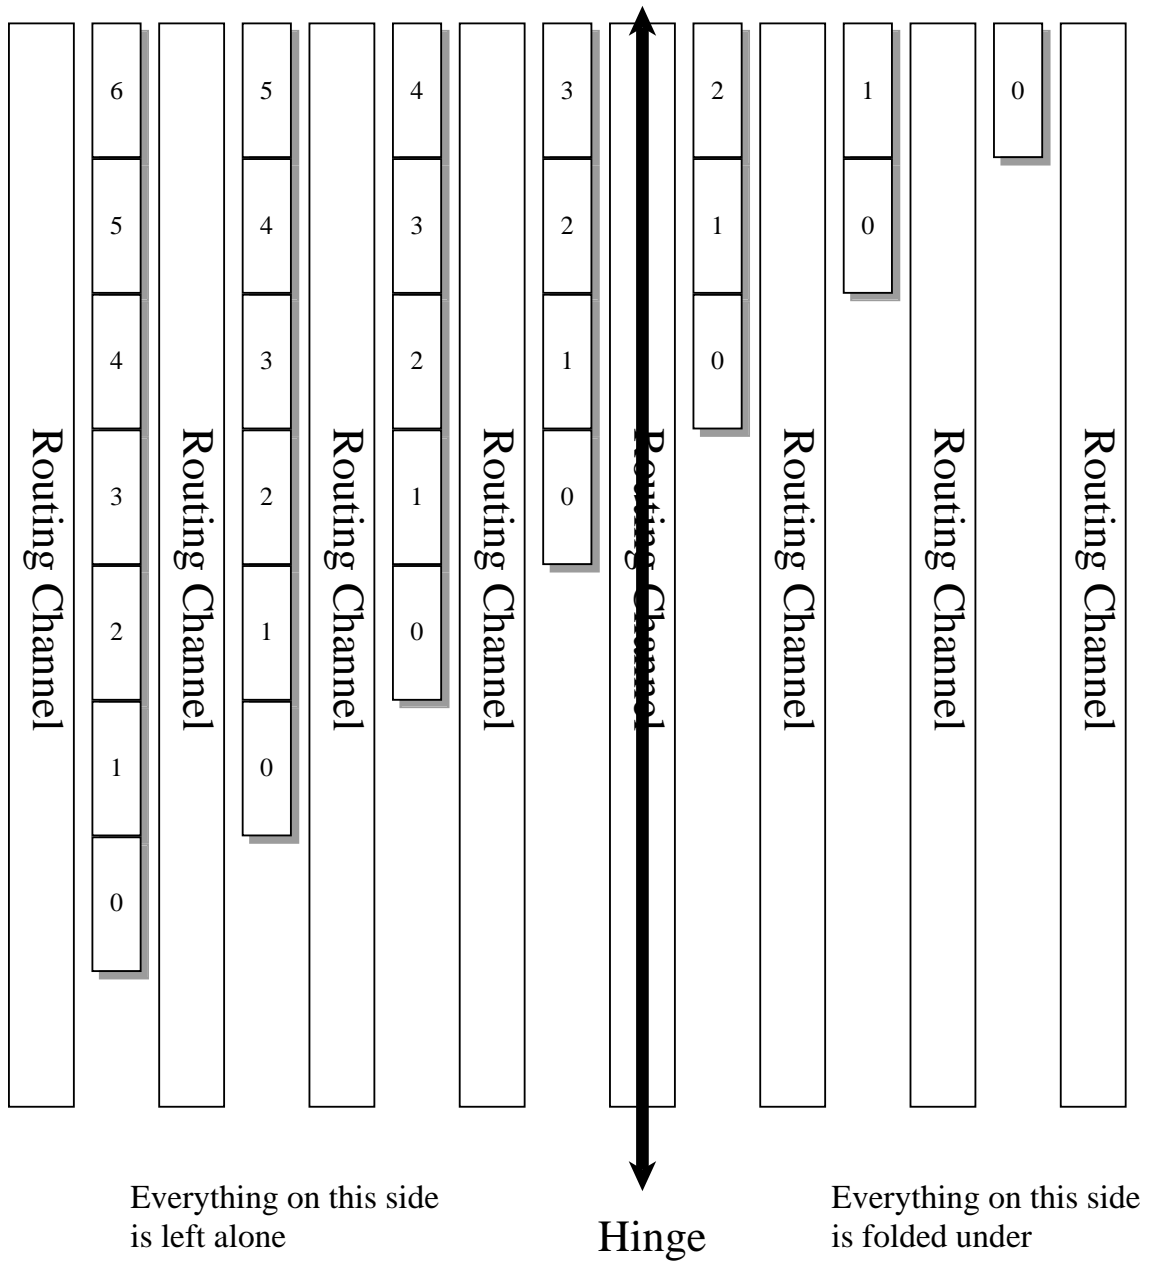 6 5 4 3 2 1 0
5 4 3 2 1 0
4 3 2 1 0
3 2 1 0
2 1 0
1 0
0
Routing Channel
Routing Channel
Routing Channel
Routing Channel
Routing Channel
Routing Channel
Routing Channel
Routing Channel
Everything on this side
is left alone
Hinge
Everything on this side
is folded under